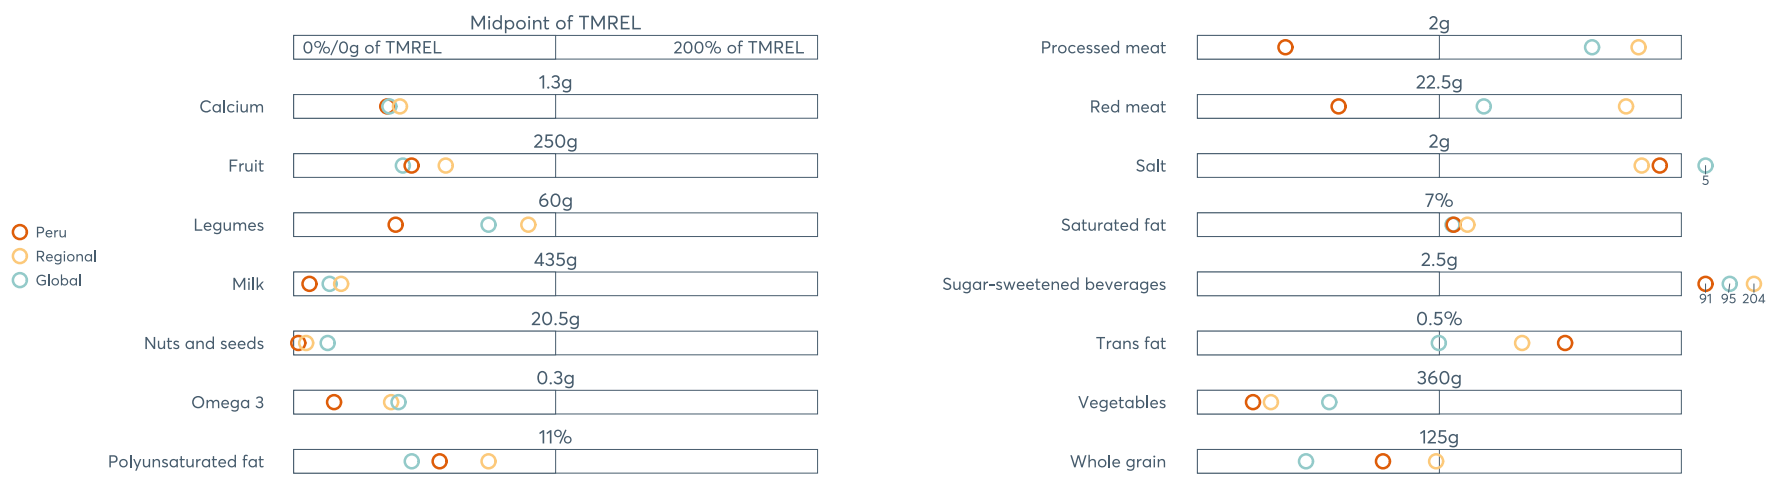 Midpoint of TMREL
0%/0g of TMREL 200% of TMREL
1.3g
Calcium
250g
Fruit
60g
Legumes
435g
Milk
20.5g
Nuts and seeds
0.3g
Omega 3
11%
Polyunsaturated fat
Peru
Regional
Global
2g
Processed meat
22.5g
Red meat
2g
Salt
5
7%
Saturated fat
2.5g
Sugar-sweetened beverages
91 95 204
0.5%
Trans fat
360g
Vegetables
125g
Whole grain